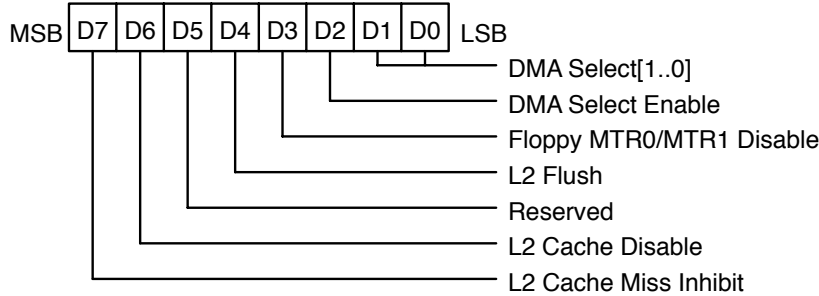 MSB D7 D6 D5 D4 D3 D2 D1 D0 LSB
DMA Select[1..0]
DMA Select Enable
Floppy MTR0/MTR1 Disable
L2 Flush
Reserved
L2 Cache Disable
L2 Cache Miss Inhibit